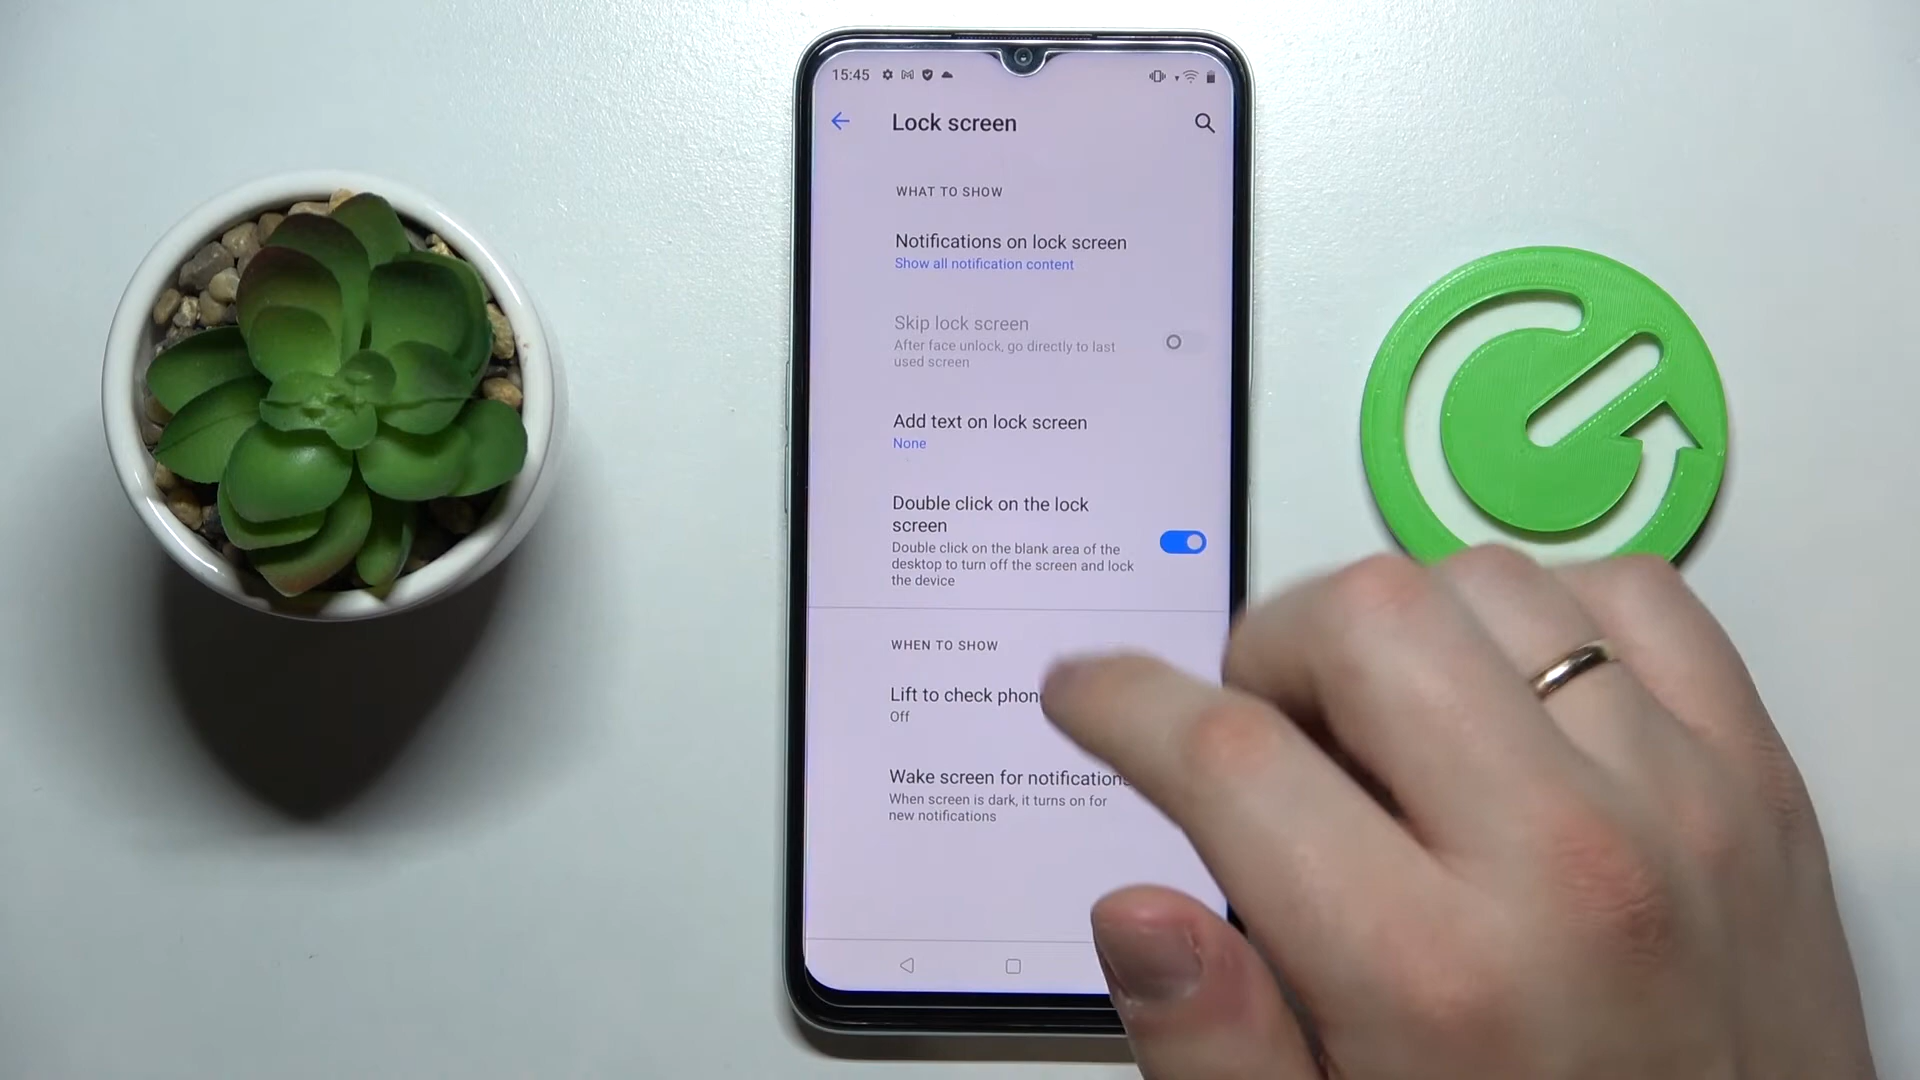 15:45
Lock screen
WHAT TO SHOW
Notifications on lock screen
Show all notification content
Skip lock screen
After face unlock, go directly to last
used screen
Add text on lock screen
None
Double click on the lock
screen
Double click on the blank area of the
desktop to turn off the screen and lock
the device
WHEN TO SHOW
Lift to check phone
Off
Wake screen for notifications
When screen is dark, it turns on for
new notifications